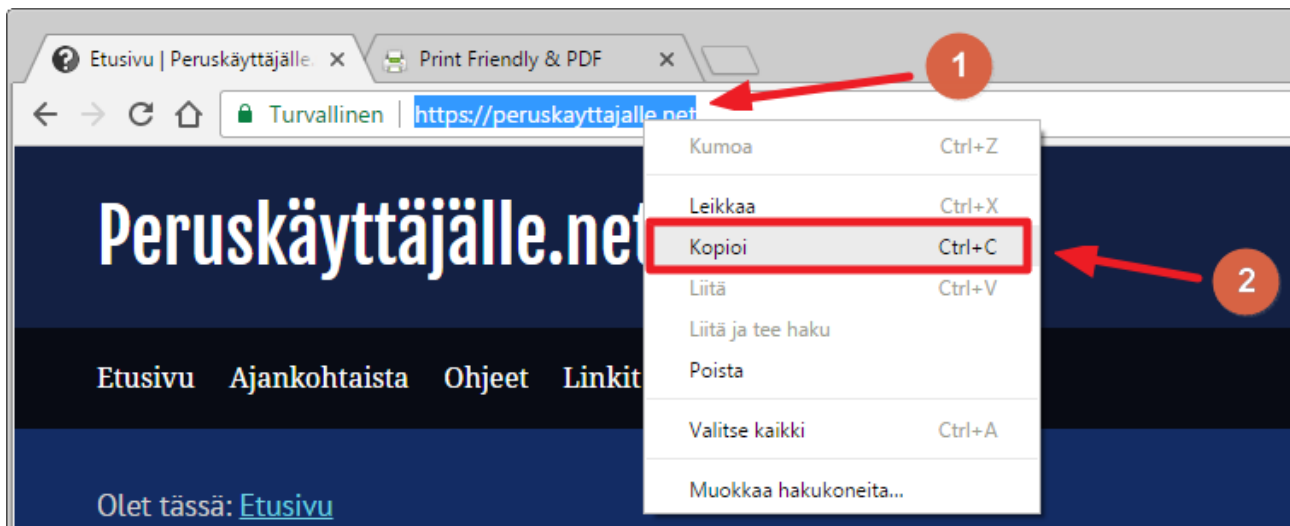 Etusivu | Peruskäyttäjälle.
Print Friendly & PDF
1
Turvallinen
https://peruskayttajalle.net
Kumoa Ctrl+Z
Leikkaa Ctrl+X
Peruskäyttäjälle.net
Kopioi Ctrl+C
2
Liitä Ctrl+V
Liitä ja tee haku
Poista
Etusivu Ajankohtaista Ohjeet Linkit
Valitse kaikki Ctrl+A
Muokkaa hakukoneita...
Olet tässä: Etusivu